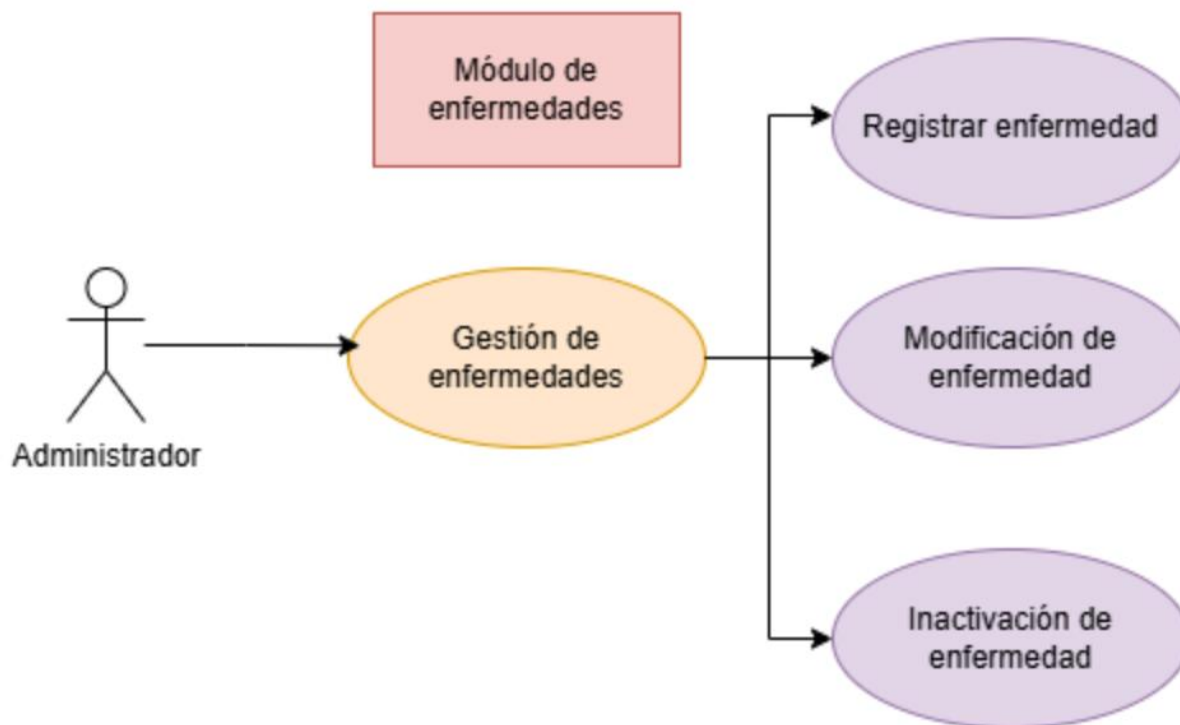 Módulo de
enfermedades
Registrar enfermedad
Gestión de
enfermedades
Modificación de
enfermedad
Administrador
Inactivación de
enfermedad